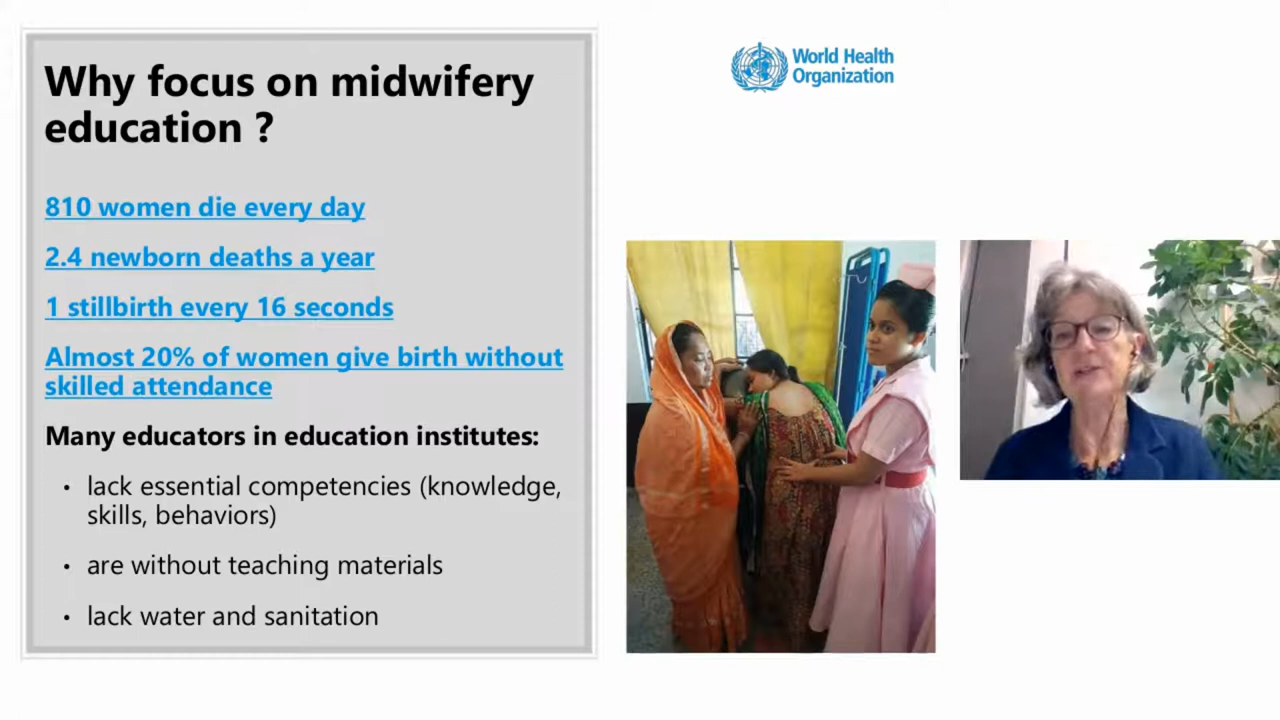 Why focus on midwifery
education ?
810 women die every day
2.4 newborn deaths a year
1 stillbirth every 16 seconds
Almost 20% of women give birth without
skilled attendance
Many educators in education institutes:
• lack essential competencies (knowledge,
skills, behaviors)
• are without teaching materials
• lack water and sanitation
World Health
Organization